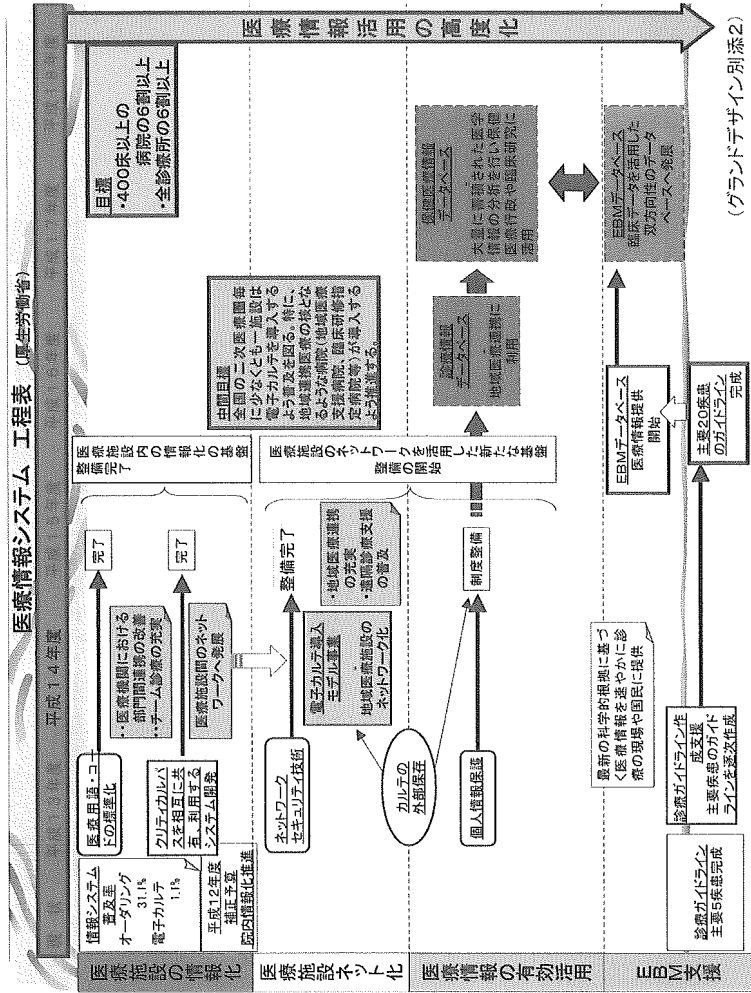 医療情報システム 工程表 (厚生労働省)
平成14年度
医療施設の情報化
情報システム
普及率
オーダリング
31.1%
電子カルテ
1.1%
平成12年度
補正予算
院内情報化推進
医療用語・コー
ドの標準化
完了
・医療機関における
部門間連携の改善
・チーム診療の充実
クリティカルパ
スを相互に共
有、利用する
システム開発
完了
医療施設間のネット
ワークへ発展
医療施設内の情報化の基盤
整備完了
目標
・400床以上の
病院の6割以上
・全診療所の6割以上
医療施設ネット化
ネットワーク
セキュリティ技術
整備完了
電子カルテ導入
モデル事業
地域医療施設の
ネットワーク化
・地域医療連携
の充実
・遠隔診療支援
の普及
カルテの
外部保存
医療施設のネットワークを活用した新たな基盤
整備の開始
中間目標
全国の二次医療圏毎
に少なくとも一施設は
電子カルテを導入する
よう普及を図る。特に、
地域連携医療の核とな
るような病院(地域医療
支援病院、臨床研修指
定病院等)が導入する
よう推進する。
医療情報の有効活用
個人情報保護
制度整備
診療情報
データベース
地域医療連携に
利用
保健医療情報
データベース
大量に蓄積された医学
情報の分析を行い保健
医療行政や臨床研究に
活用
EBM支援
診療ガイドライン
主要5疾患完成
診療ガイドライン作
成支援
主要疾患のガイド
ラインを逐次作成
最新の科学的根拠に基づ
く医療情報を速やかに診
療の現場や国民に提供
主要20疾患
のガイドライン
完成
EBMデータベース
医療情報提供
開始
EBMデータベース
臨床データを活用した
双方向性のデータ
ベースへ発展
医療情報活用の高度化
(グランドデザイン別添2)